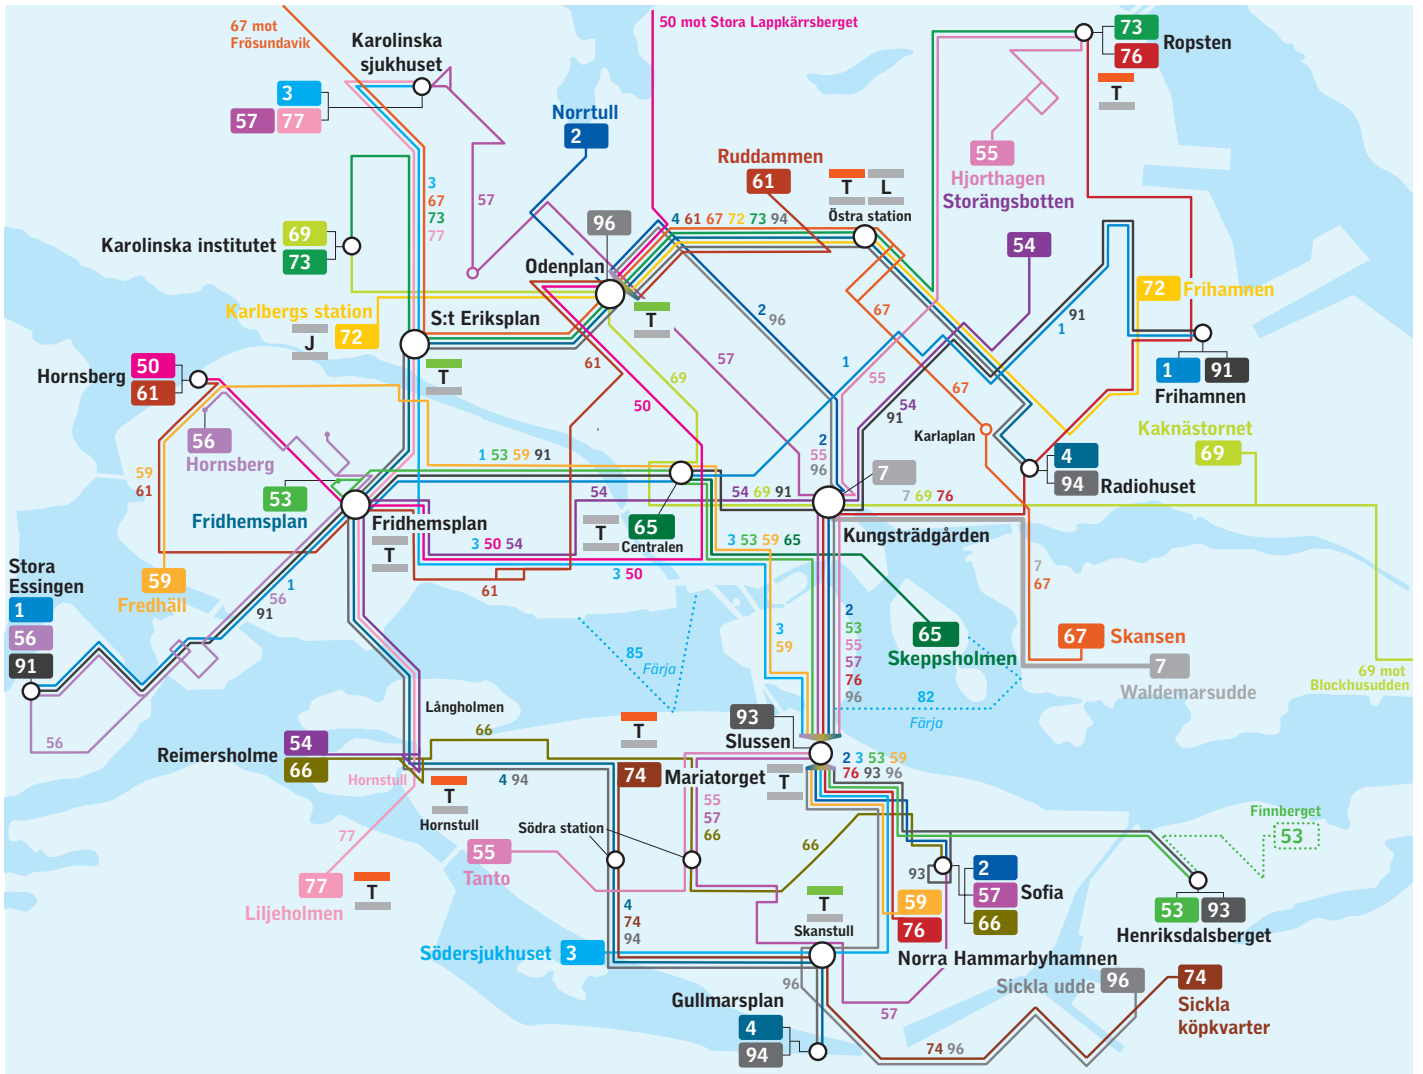 67 mot
Frösundavik
Karolinska
sjukhuset
3
57 77
50 mot Stora Lappkärrsberget
73
76
Ropsten
T
Norrtull
2
Ruddammen
61
T L
Östra station
55
Hjorthagen
Storängsbotten
3
67
73
77
57
96
4 61 67 72 73 94
69
73
Karolinska institutet
Odenplan
54
72
Frihamnen
Karlbergs station
J
72
S:t Eriksplan
T
T
2
96
67
91
1
1 91
Frihamnen
Hornsberg
50
61
61
69
50
57
1
55
67
54
91
Karlaplan
Kaknästornet
69
56
Hornsberg
59
61
1 53 59 91
2
55
96
4
94
Radiohuset
53
Fridhemsplan
Fridhemsplan
T
54
54 69 91
7
7 69 76
T
65
Centralen
Kungsträdgården
3 50 54
3 53 59 65
3 50
61
Stora
Essingen
1
56
91
59
Fredhäll
1
56
91
7
67
2
53
55
57
76
96
3
59
85
Färja
65
Skeppsholmen
67
Skansen
7
Waldemarsudde
82
Färja
69 mot
Blockhusudden
56
Långholmen
66
T
93
Slussen
Reimersholme
54
66
Hornstull
T
Hornstull
4 94
74
Mariatorget
T
2 3 53 59
76 93 96
55
57
66
Södra station
66
77
55
Tanto
77
Liljeholmen
T
Finnberget
53
93
2
57
66
Sofia
T
Skanstull
59
76
Norra Hammarbyhamnen
53 93
Henriksdalsberget
4
74
94
Södersjukhuset
3
96
57
Gullmarsplan
4
94
Sickla udde
96
74
Sickla
köpkvarter
74 96